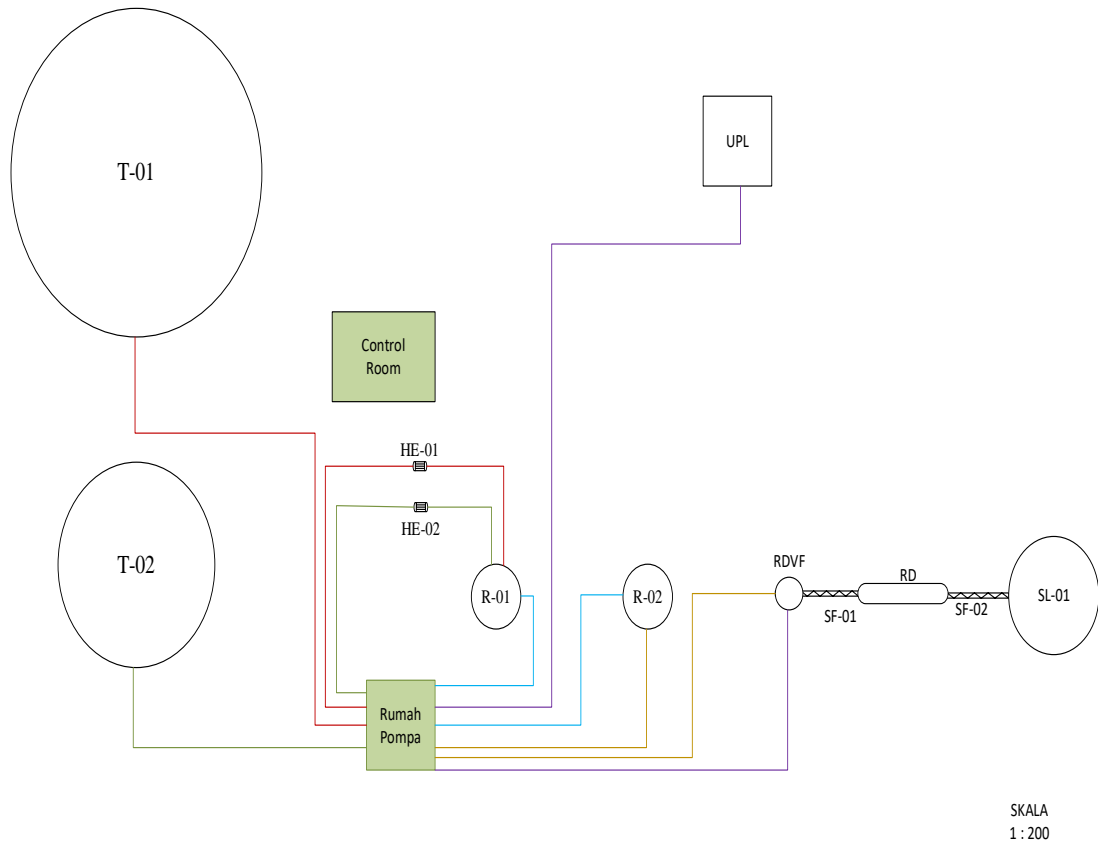 T-01
UPL
Control
Room
HE-01
HE-02
T-02
R-01
R-02
RDVF
RD
SF-01
SF-02
SL-01
Rumah
Pompa
SKALA
1 : 200